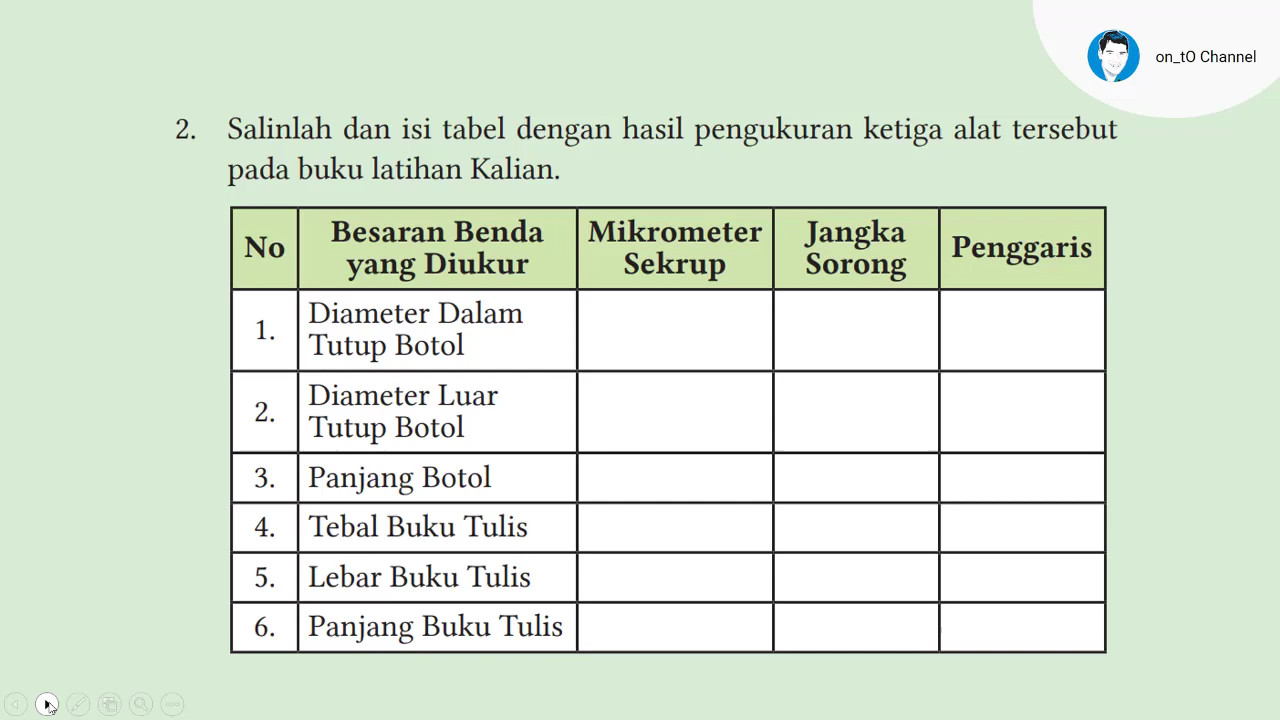 on_tO Channel
2. Salinlah dan isi tabel dengan hasil pengukuran ketiga alat tersebut
pada buku latihan Kalian.
No
Besaran Benda
yang Diukur
Mikrometer
Sekrup
Jangka
Sorong
Penggaris
1.
Diameter Dalam
Tutup Botol
2.
Diameter Luar
Tutup Botol
3. Panjang Botol
4. Tebal Buku Tulis
5. Lebar Buku Tulis
6. Panjang Buku Tulis